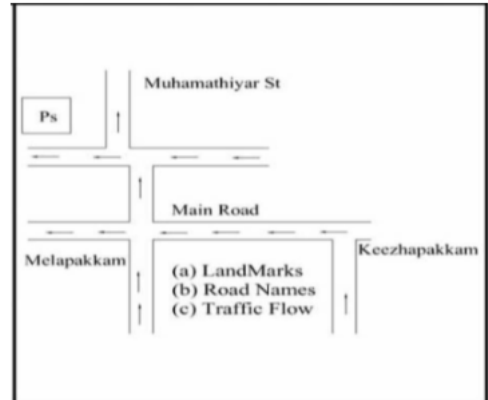 Muhamathiyar St
Ps
Main Road
Melapakkam
Keezhapakkam
(a) LandMarks
(b) Road Names
(c) Traffic Flow